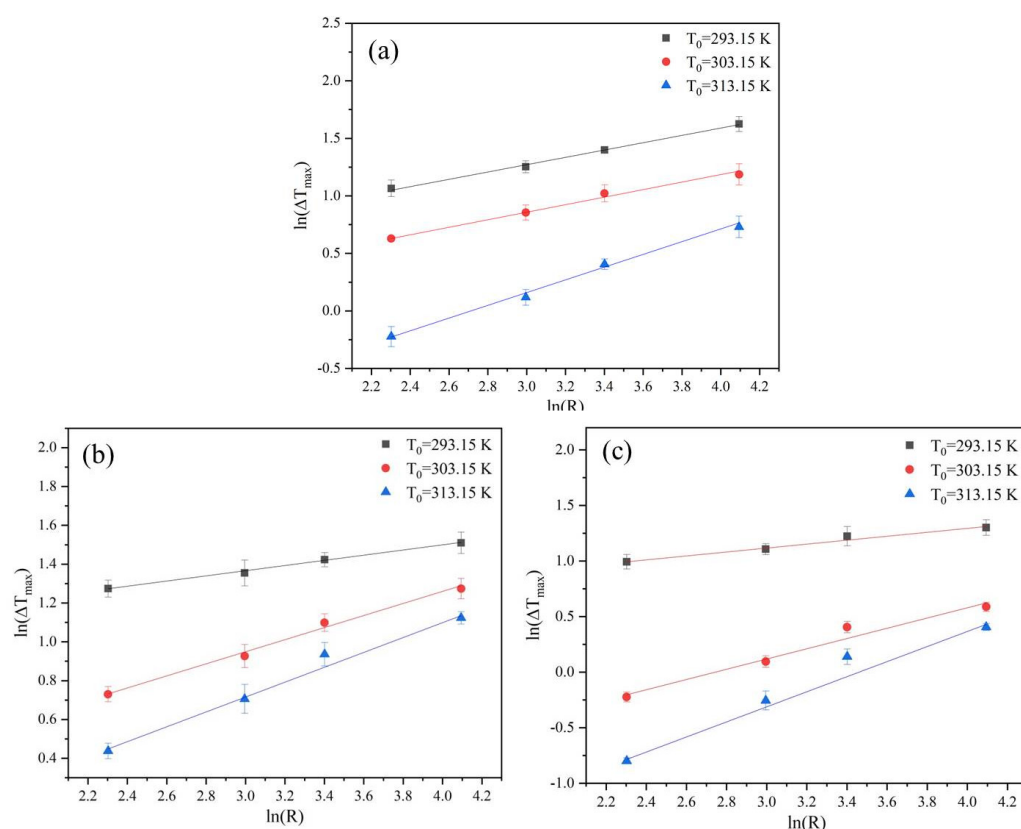 (a)
T₀=293.15 K
T₀=303.15 K
T₀=313.15 K
2.5
2.0
1.5
1.0
0.5
0.0
-0.5
ln(ΔTₘₐₓ)
2.2 2.4 2.6 2.8 3.0 3.2 3.4 3.6 3.8 4.0 4.2
ln(R)
(b)
T₀=293.15 K
T₀=303.15 K
T₀=313.15 K
2.0
1.8
1.6
1.4
1.2
1.0
0.8
0.6
0.4
ln(ΔTₘₐₓ)
2.2 2.4 2.6 2.8 3.0 3.2 3.4 3.6 3.8 4.0 4.2
ln(R)
(c)
T₀=293.15 K
T₀=303.15 K
T₀=313.15 K
2.0
1.5
1.0
0.5
0.0
-0.5
-1.0
ln(ΔTₘₐₓ)
2.2 2.4 2.6 2.8 3.0 3.2 3.4 3.6 3.8 4.0 4.2
ln(R)